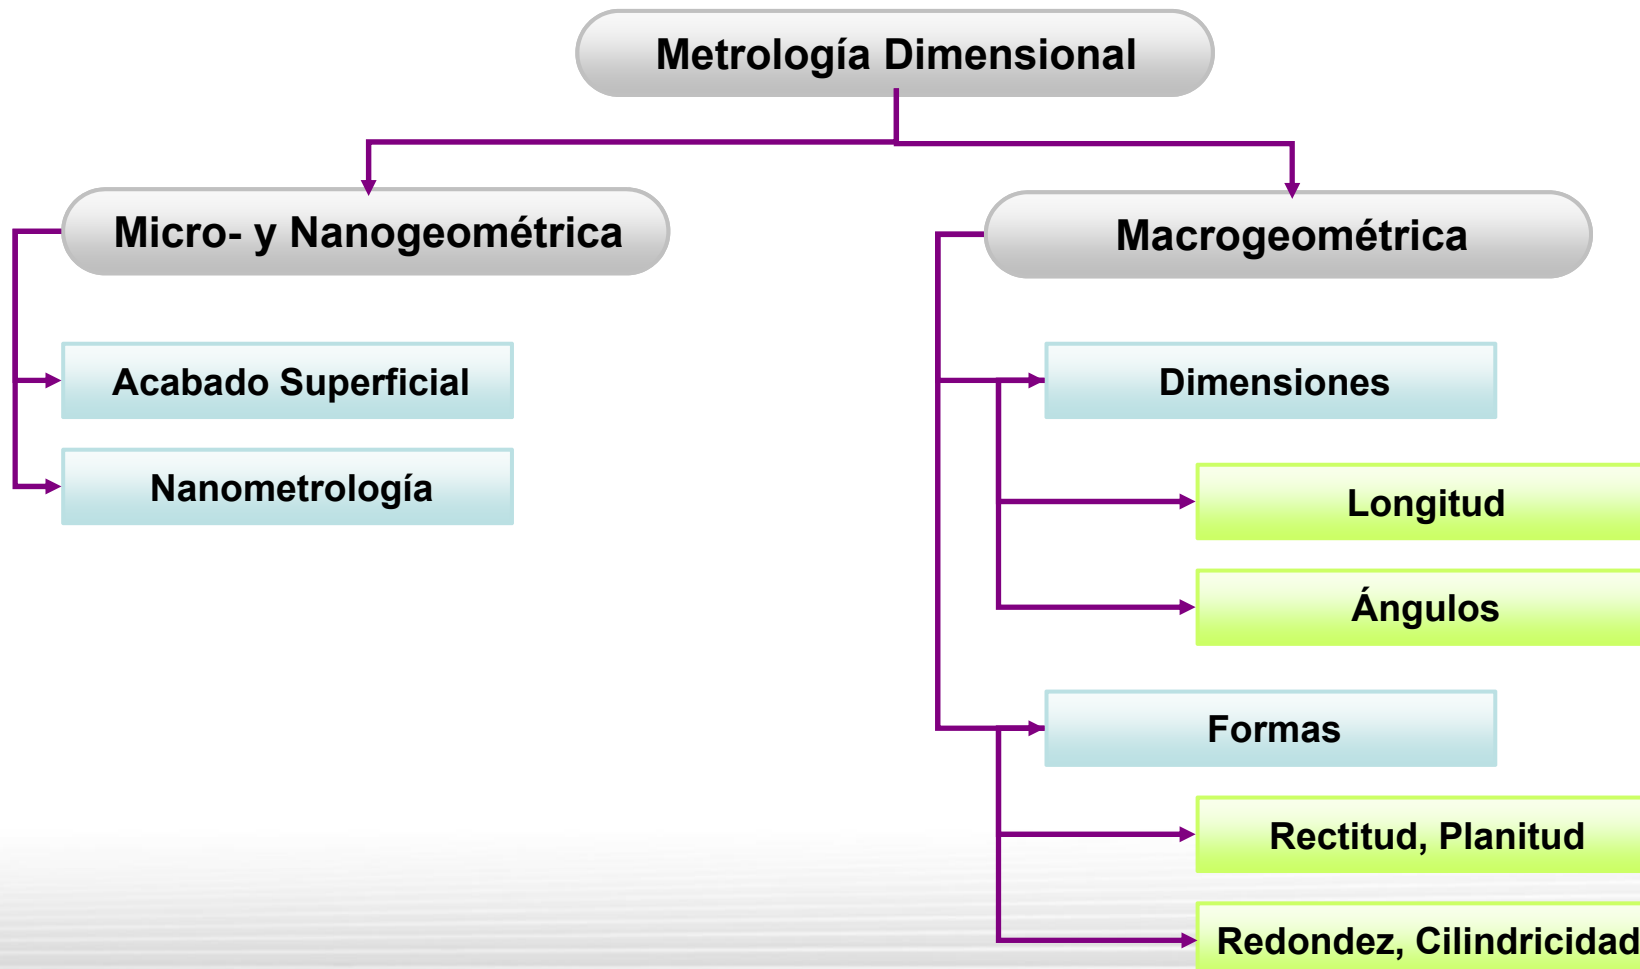 Metrología Dimensional
Micro- y Nanogeométrica
Macrogeométrica
Acabado Superficial
Dimensiones
Nanometrología
Longitud
Ángulos
Formas
Rectitud, Planitud
Redondez, Cilindricidad